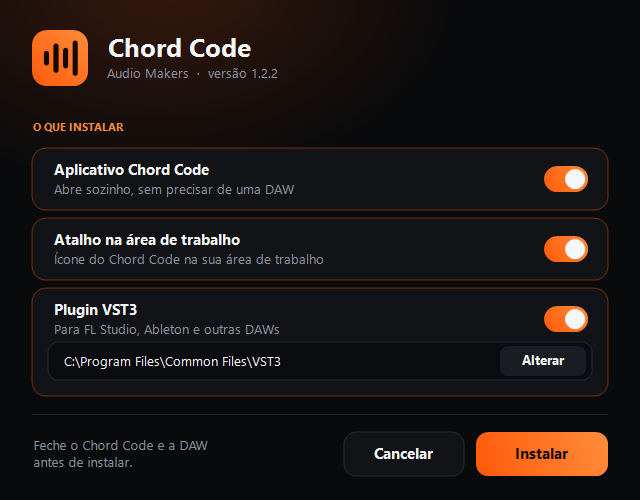 Chord Code
Audio Makers · versão 1.2.2
O QUE INSTALAR
Aplicativo Chord Code
Abre sozinho, sem precisar de uma DAW
Atalho na área de trabalho
Ícone do Chord Code na sua área de trabalho
Plugin VST3
Para FL Studio, Ableton e outras DAWs
C:\Program Files\Common Files\VST3
Alterar
Feche o Chord Code e a DAW
antes de instalar.
Cancelar
Instalar